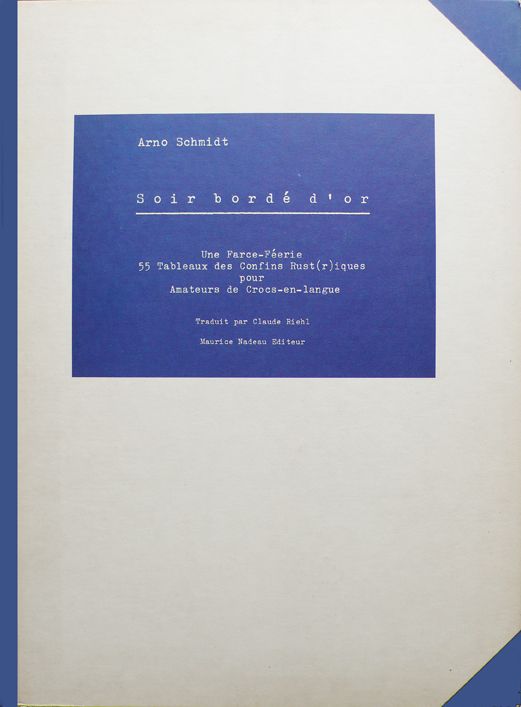 Arno Schmidt
Soir bordé d'or
Une Farce-Féerie
55 Tableaux des Confins Rust(r)iques
pour
Amateurs de Crocs-en-langue
Traduit par Claude Riehl
Maurice Nadeau Editeur